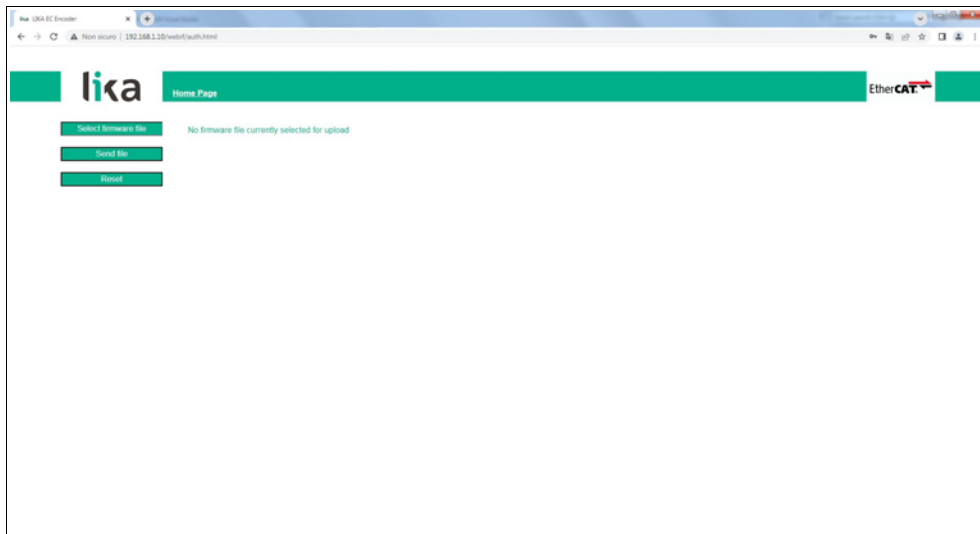 lika LIKA EC Encoder
Non sicuro | 192.168.1.10/webif/auth.html
lika
Home Page
EtherCAT.
Select firmware file
No firmware file currently selected for upload
Send file
Reset